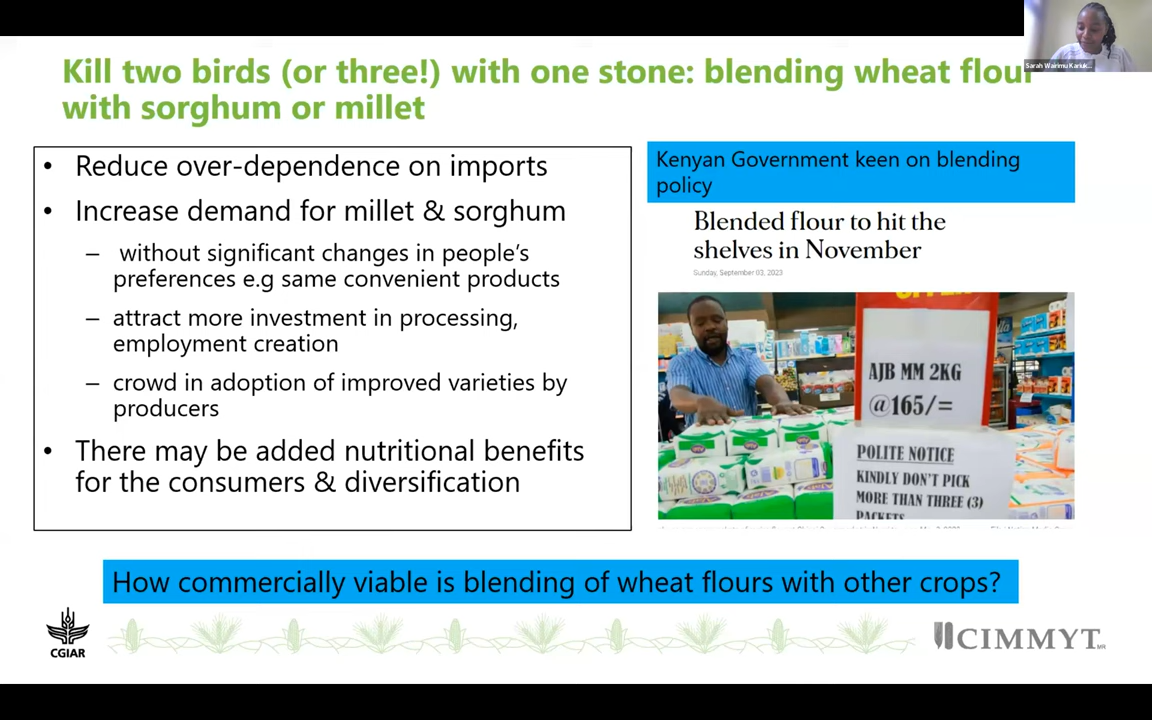 Sarah Wairimu Kariuk...
Kill two birds (or three!) with one stone: blending wheat flour
with sorghum or millet
• Reduce over-dependence on imports
• Increase demand for millet & sorghum
– without significant changes in people's
preferences e.g same convenient products
– attract more investment in processing,
employment creation
– crowd in adoption of improved varieties by
producers
• There may be added nutritional benefits
for the consumers & diversification
Kenyan Government keen on blending
policy
Blended flour to hit the
shelves in November
Sunday, September 03, 2023
OFFER
AJB MM 2KG
@165/=
POLITE NOTICE
KINDLY DON'T PICK
MORE THAN THREE (3)
PACKETS
How commercially viable is blending of wheat flours with other crops?
CGIAR
CIMMYT MR